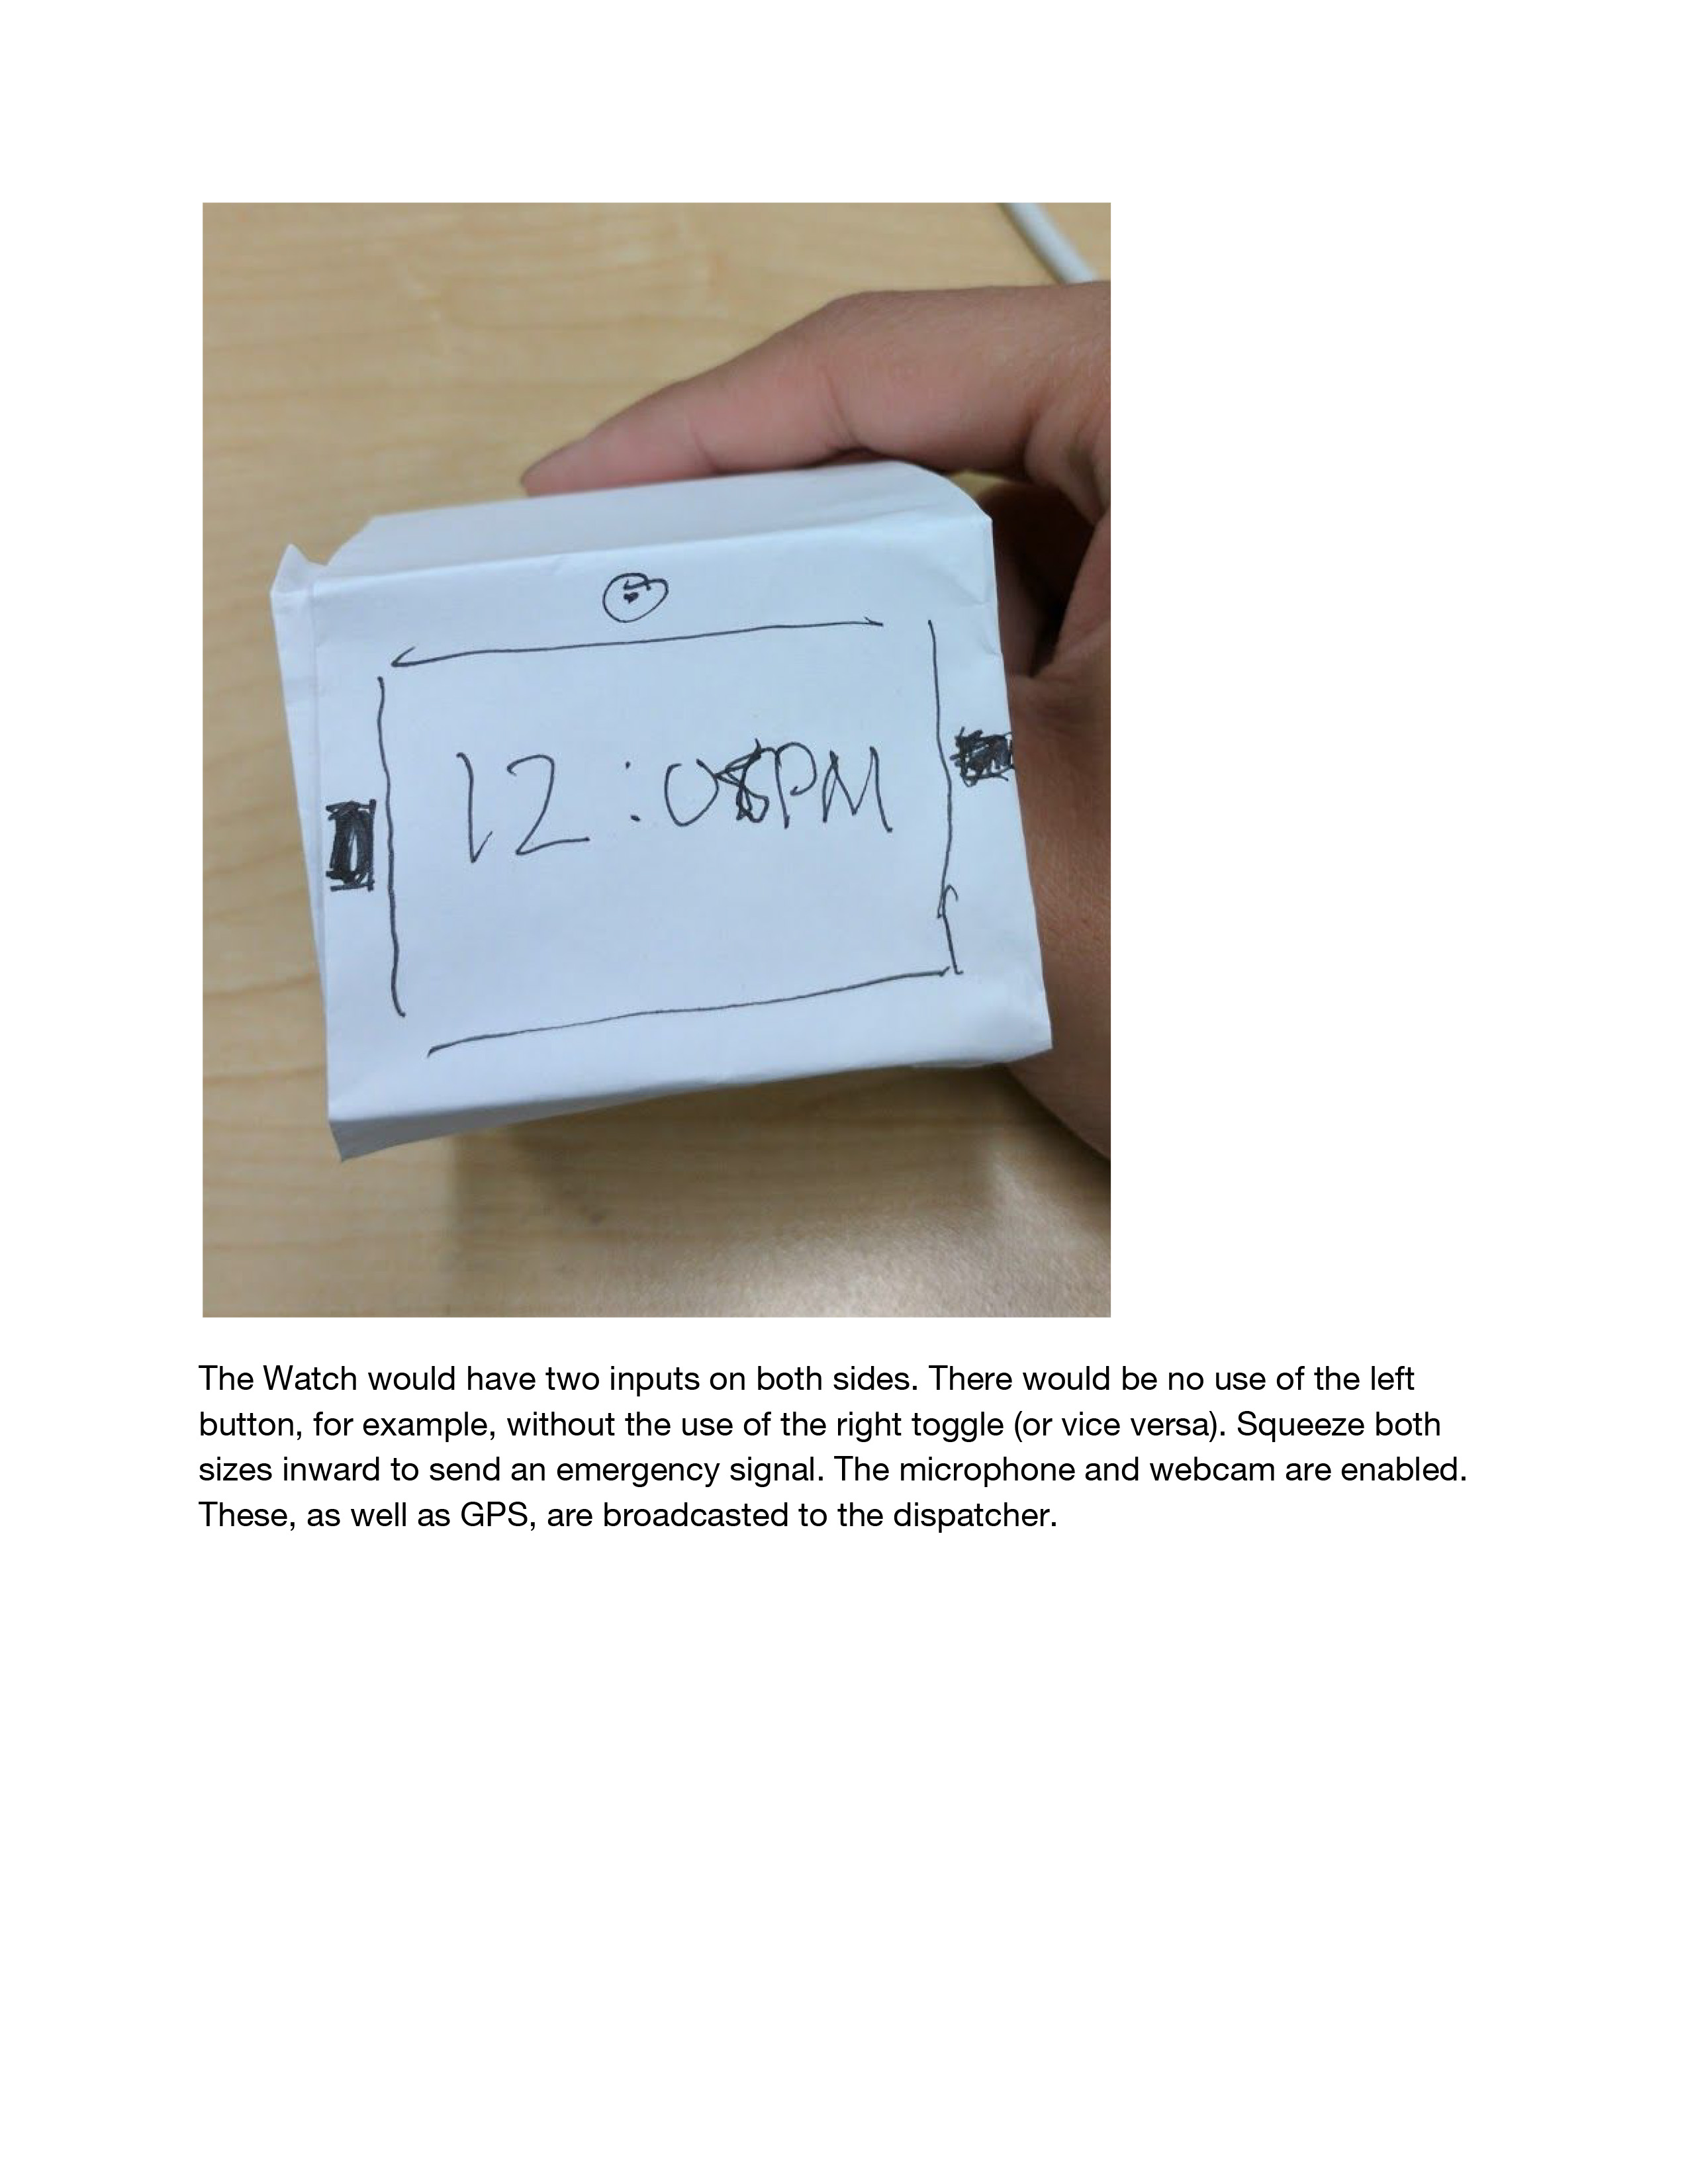 12:08PM
The Watch would have two inputs on both sides. There would be no use of the left
button, for example, without the use of the right toggle (or vice versa). Squeeze both
sizes inward to send an emergency signal. The microphone and webcam are enabled.
These, as well as GPS, are broadcasted to the dispatcher.